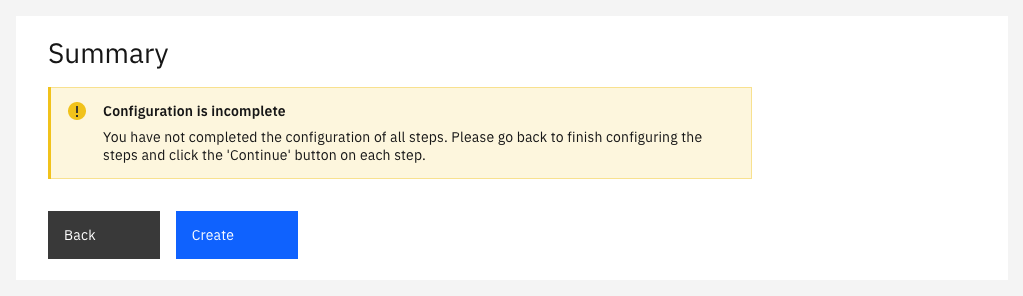 Summary
Configuration is incomplete
You have not completed the configuration of all steps. Please go back to finish configuring the
steps and click the 'Continue' button on each step.
Back
Create